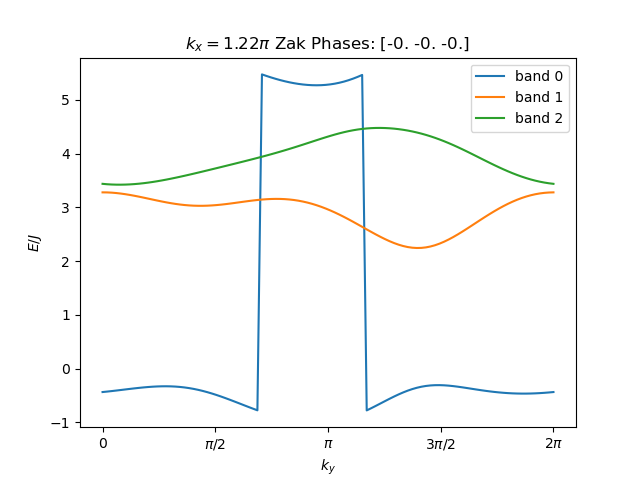 $k_x = 1.22\pi$ Zak Phases: [-0. -0. -0.]
band 0
band 1
band 2
E/J
5
4
3
2
1
0
−1
0
π/2
π
3π/2
2π
$k_y$